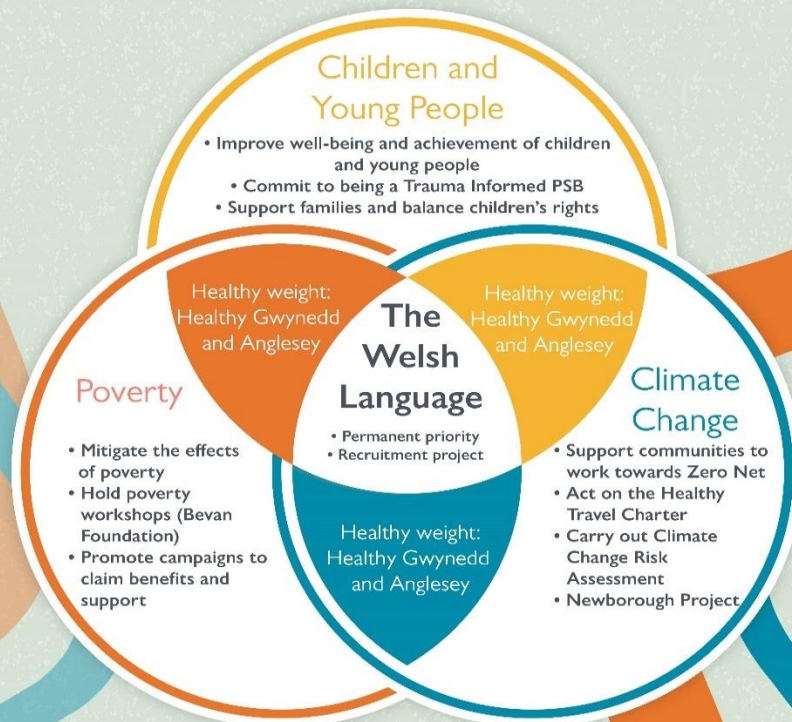 Children and
Young People
• Improve well-being and achievement of children
and young people
• Commit to being a Trauma Informed PSB
• Support families and balance children's rights
Healthy weight:
Healthy Gwynedd
and Anglesey
The
Welsh
Language
• Permanent priority
• Recruitment project
Healthy weight:
Healthy Gwynedd
and Anglesey
Poverty
• Mitigate the effects
of poverty
• Hold poverty
workshops (Bevan
Foundation)
• Promote campaigns to
claim benefits and
support
Healthy weight:
Healthy Gwynedd
and Anglesey
Climate
Change
• Support communities to
work towards Zero Net
• Act on the Healthy
Travel Charter
• Carry out Climate
Change Risk
Assessment
• Newborough Project